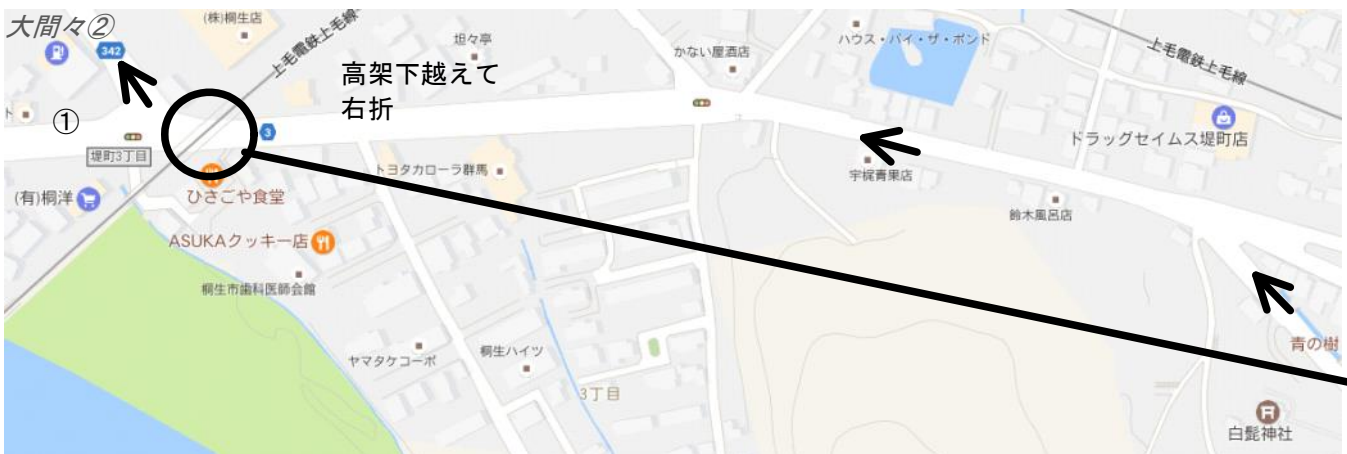 大間々②
(株)桐生店
342
上毛電鉄上毛線
坦々亭
高架下越えて
右折
かない屋酒店
ハウス・バイ・ザ・ポンド
上毛電鉄上毛線
ト
①
3
堤町3丁目
ドラッグセイムス堤町店
トヨタカローラ群馬
宇梶青果店
(有)桐洋
ひさごや食堂
鈴木風呂店
ASUKAクッキー店
桐生市歯科医師会館
青の樹
ヤマタケコーポ
桐生ハイツ
3丁目
白髭神社